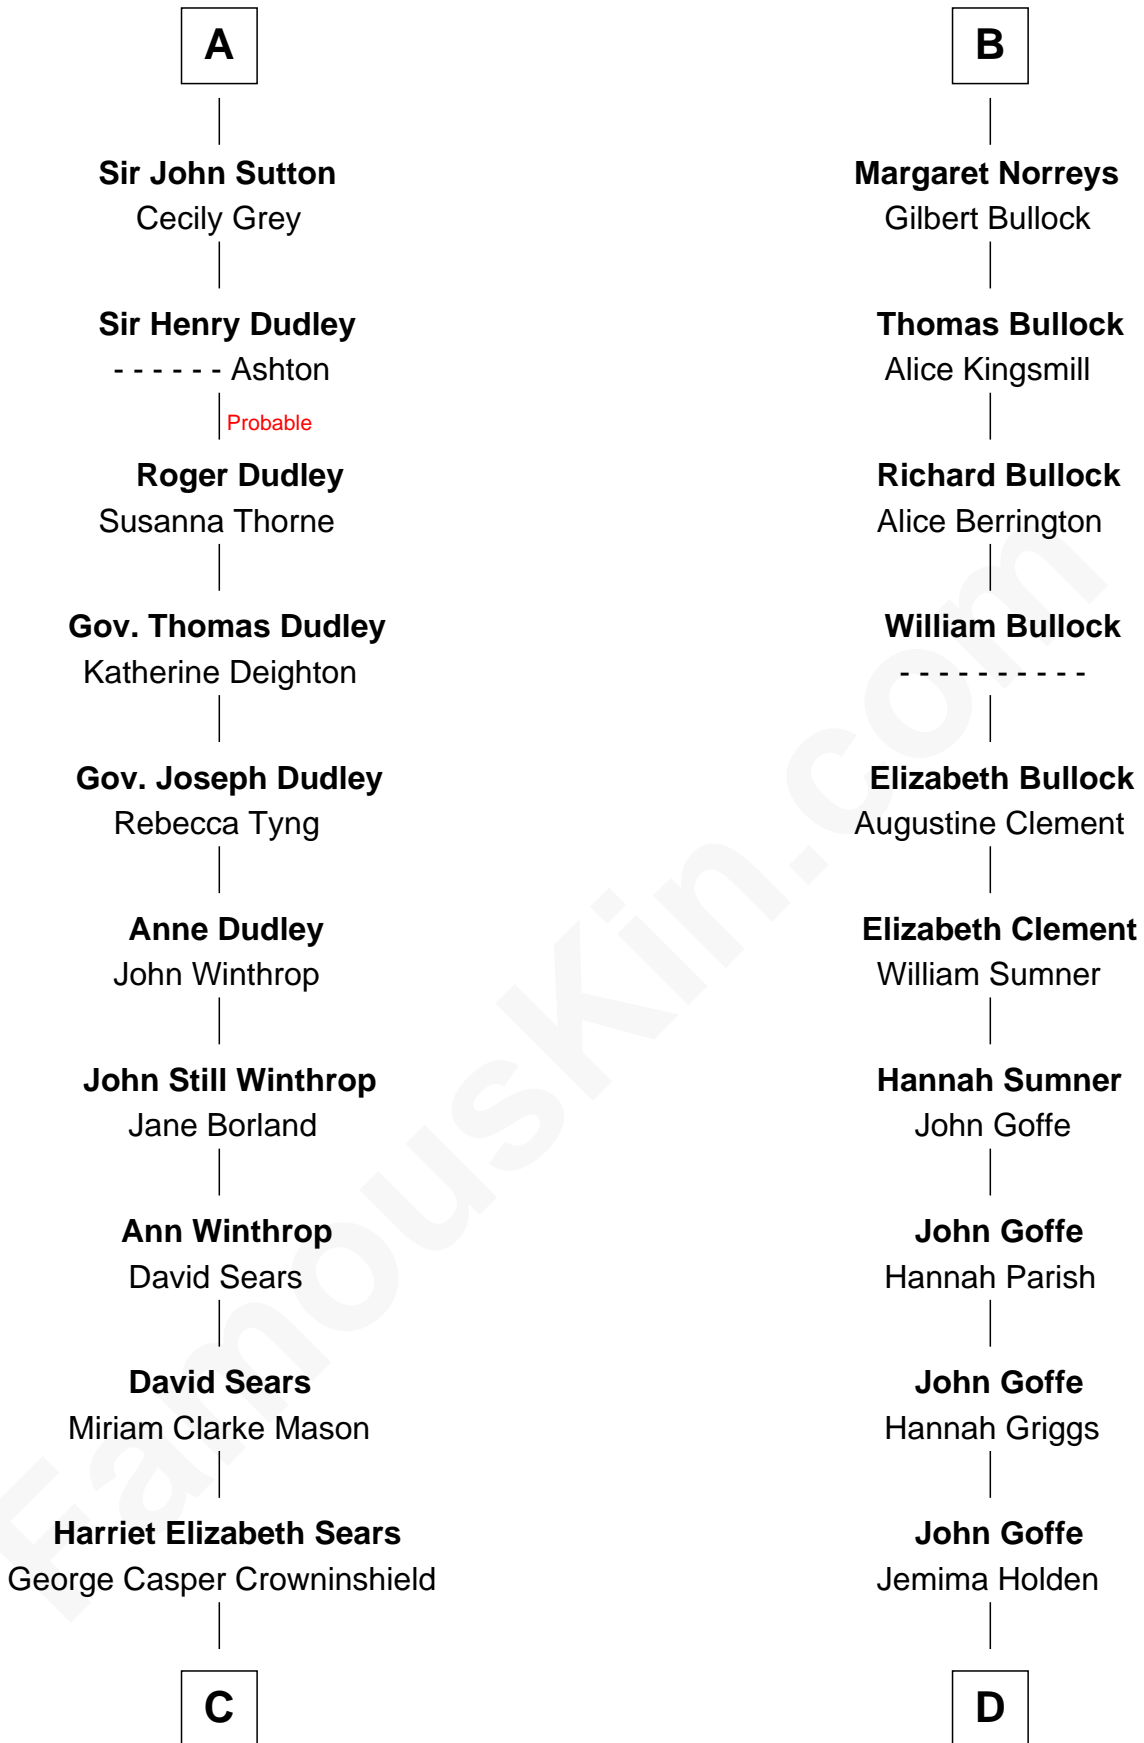 A
Sir John Sutton
Cecily Grey
Sir Henry Dudley
- - - - - - Ashton
Probable
Roger Dudley
Susanna Thorne
Gov. Thomas Dudley
Katherine Deighton
Gov. Joseph Dudley
Rebecca Tyng
Anne Dudley
John Winthrop
John Still Winthrop
Jane Borland
Ann Winthrop
David Sears
David Sears
Miriam Clarke Mason
Harriet Elizabeth Sears
George Casper Crowninshield
C
B
Margaret Norreys
Gilbert Bullock
Thomas Bullock
Alice Kingsmill
Richard Bullock
Alice Berrington
William Bullock
- - - - - - - - - -
Elizabeth Bullock
Augustine Clement
Elizabeth Clement
William Sumner
Hannah Sumner
John Goffe
John Goffe
Hannah Parish
John Goffe
Hannah Griggs
John Goffe
Jemima Holden
D
FamousKin.com